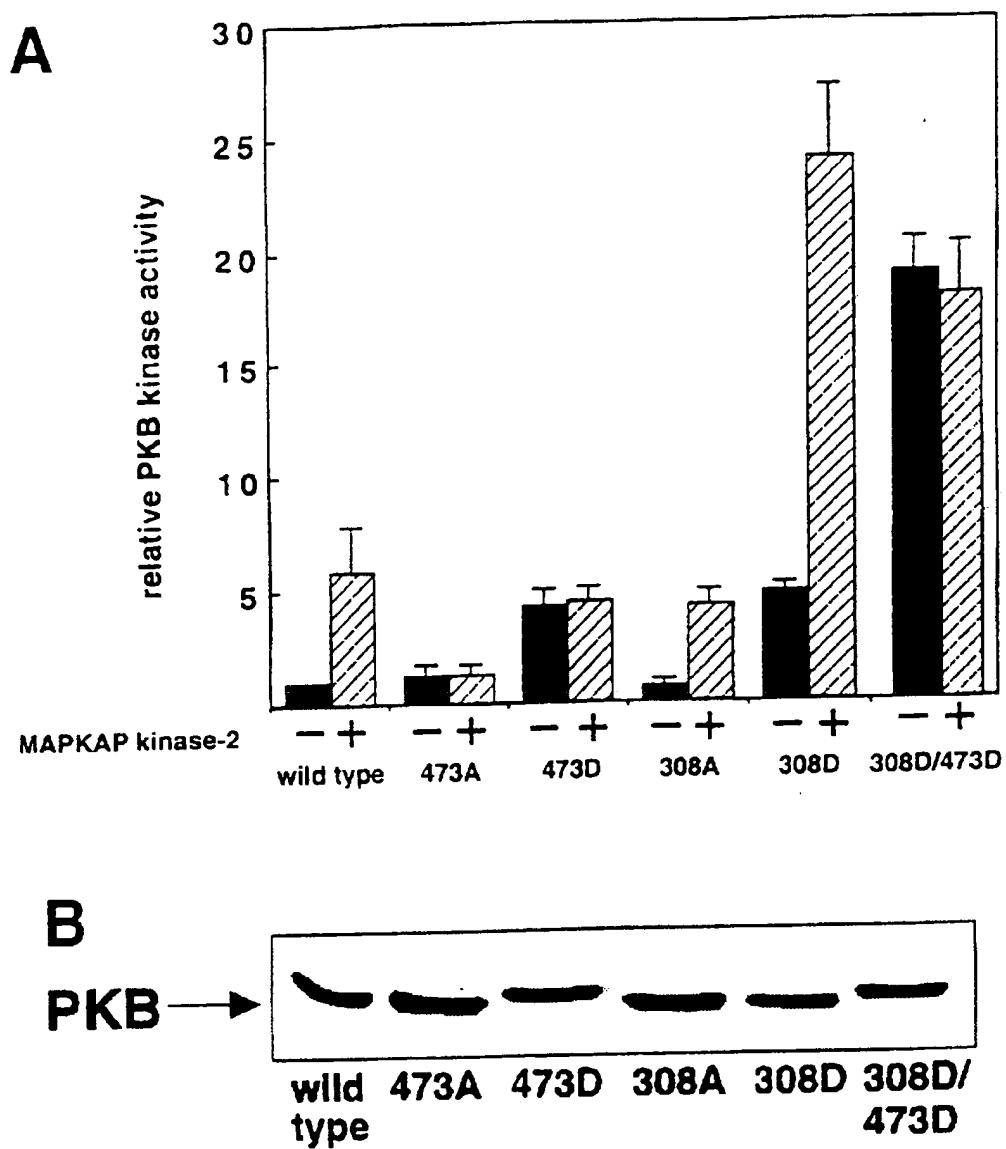 A
30
25
20
15
10
5
relative PKB kinase activity
MAPKAP kinase-2 − + − + − + − + − + − +
wild type 473A 473D 308A 308D 308D/473D
B
PKB
wild type 473A 473D 308A 308D 308D/473D